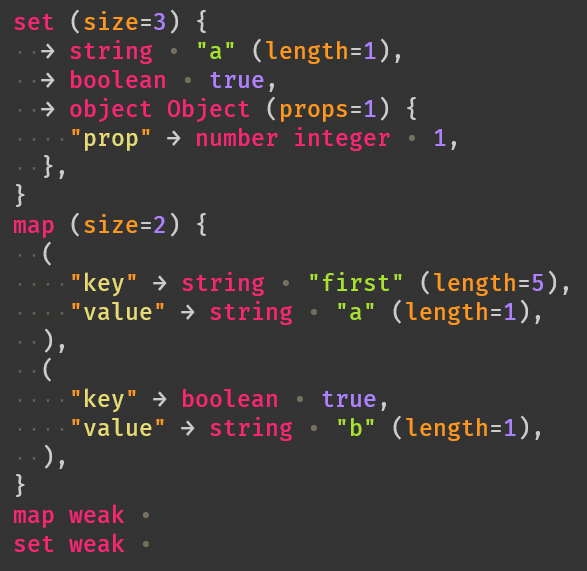 set (size=3) {
··→ string • "a" (length=1),
··→ boolean • true,
··→ object Object (props=1) {
····"prop" → number integer • 1,
··},
}
map (size=2) {
··(
····"key" → string • "first" (length=5),
····"value" → string • "a" (length=1),
··),
··(
····"key" → boolean • true,
····"value" → string • "b" (length=1),
··),
}
map weak •
set weak •